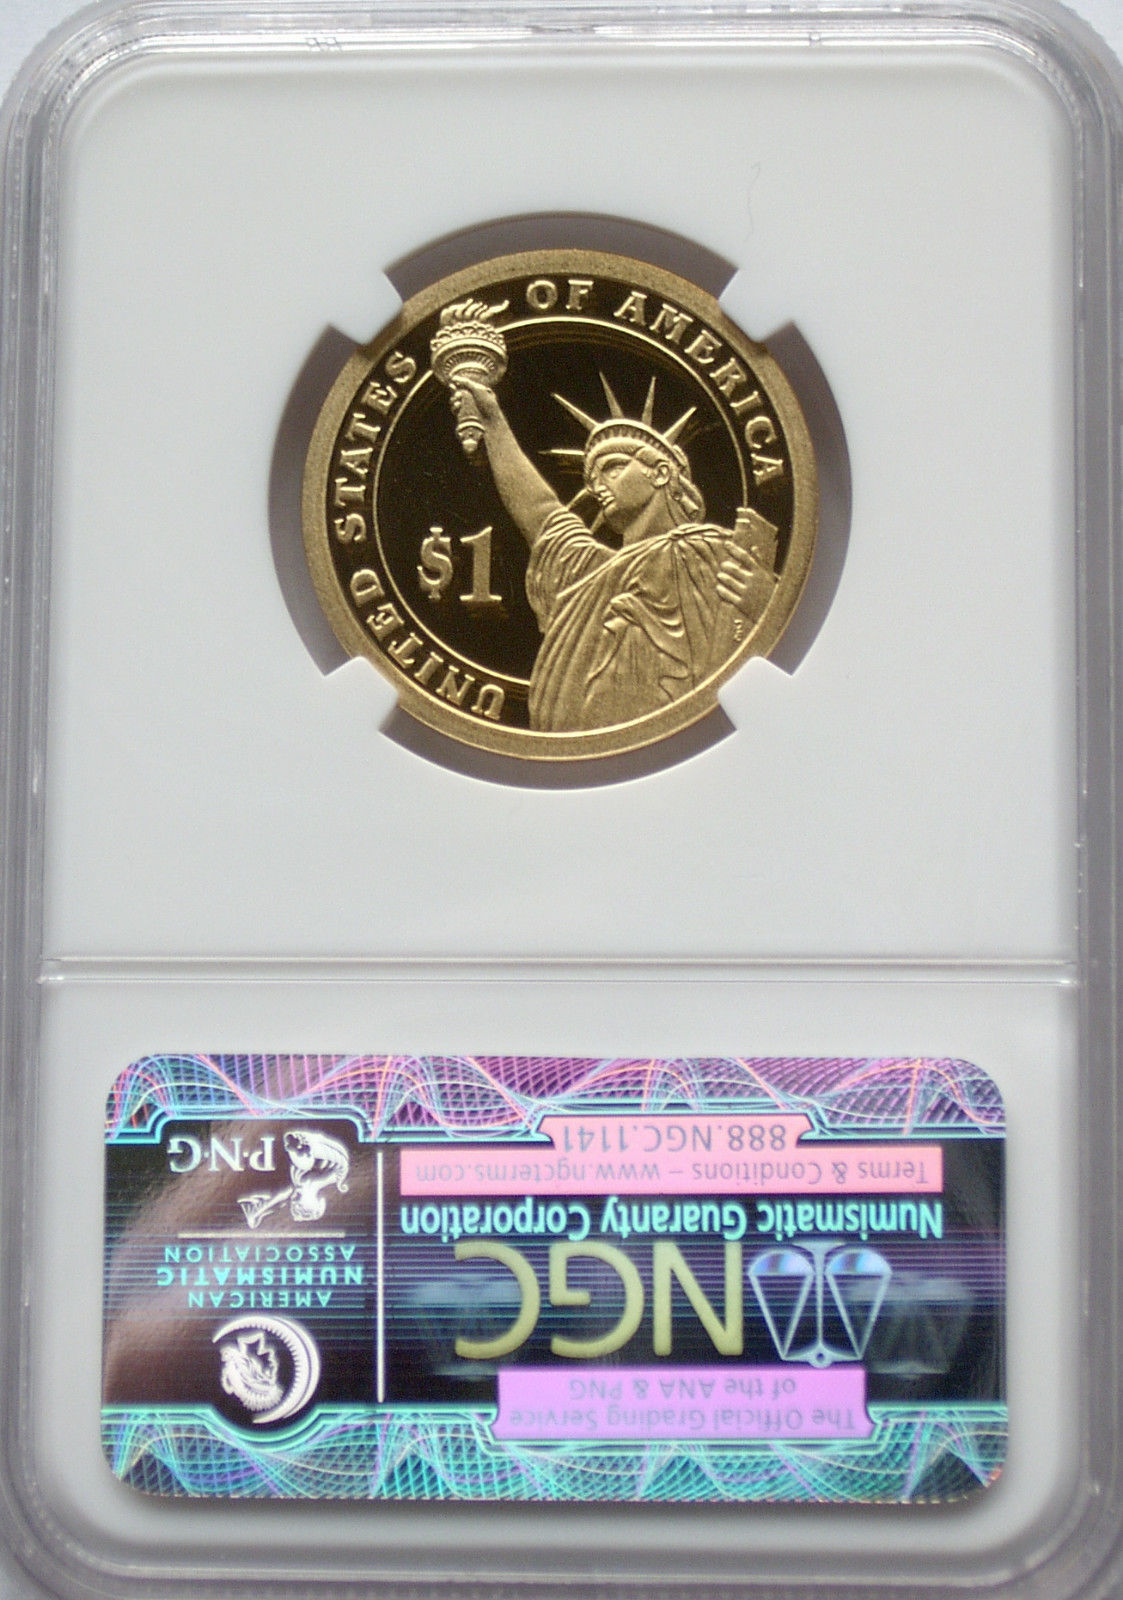 UNITED STATES OF AMERICA
$1
The Official Grading Service
of the ANA & PNG
NGC
Numismatic Guaranty Corporation
Terms & Conditions – www.ngcterms.com
888.NGC.1141
AMERICAN
NUMISMATIC
ASSOCIATION
P·N·G